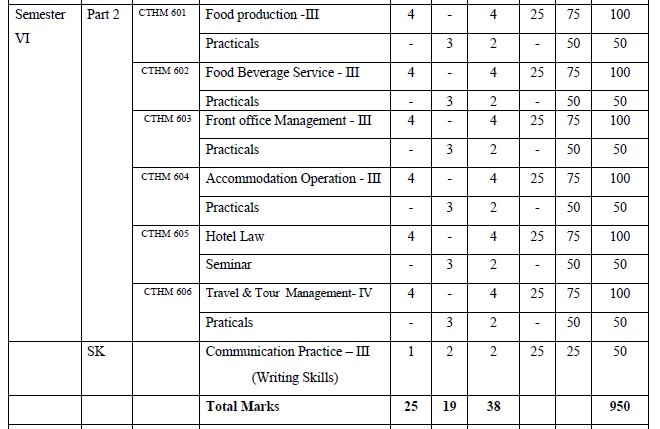 Semester Part 2 CTHM 601 Food production -III 4 - 4 25 75 100
VI
Practicals - 3 2 - 50 50
CTHM 602 Food Beverage Service - III 4 - 4 25 75 100
Practicals - 3 2 - 50 50
CTHM 603 Front office Management - III 4 - 4 25 75 100
Practicals - 3 2 - 50 50
CTHM 604 Accommodation Operation - III 4 - 4 25 75 100
Practicals - 3 2 - 50 50
CTHM 605 Hotel Law 4 - 4 25 75 100
Seminar - 3 2 - 50 50
CTHM 606 Travel & Tour Management- IV 4 - 4 25 75 100
Praticals - 3 2 - 50 50
SK Communication Practice – III 1 2 2 25 25 50
(Writing Skills)
Total Marks 25 19 38 950